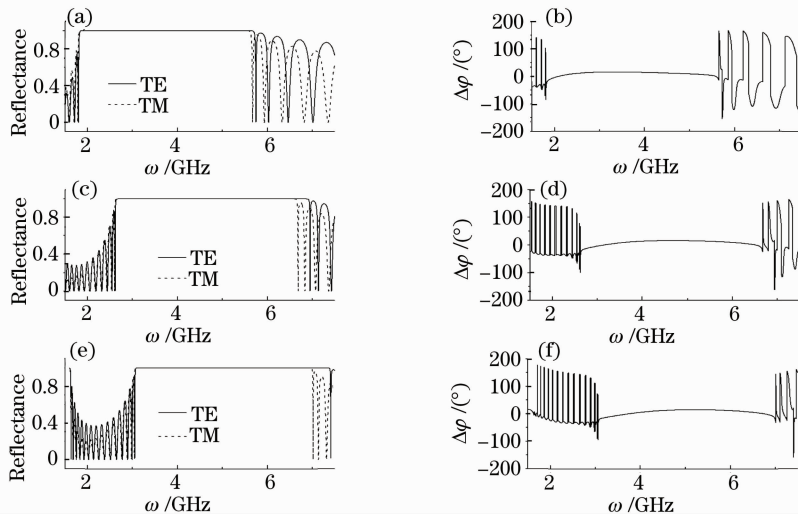 (a)
Reflectance
0.8
0.4
0
TE
TM
2 4 6
ω /GHz
(b)
Δφ /(°)
200
100
0
−100
−200
2 4 6
ω /GHz
(c)
Reflectance
0.8
0.4
0
TE
TM
2 4 6
ω /GHz
(d)
Δφ /(°)
200
100
0
−100
−200
2 4 6
ω /GHz
(e)
Reflectance
0.8
0.4
0
TE
TM
2 4 6
ω /GHz
(f)
Δφ /(°)
200
100
0
−100
−200
2 4 6
ω /GHz